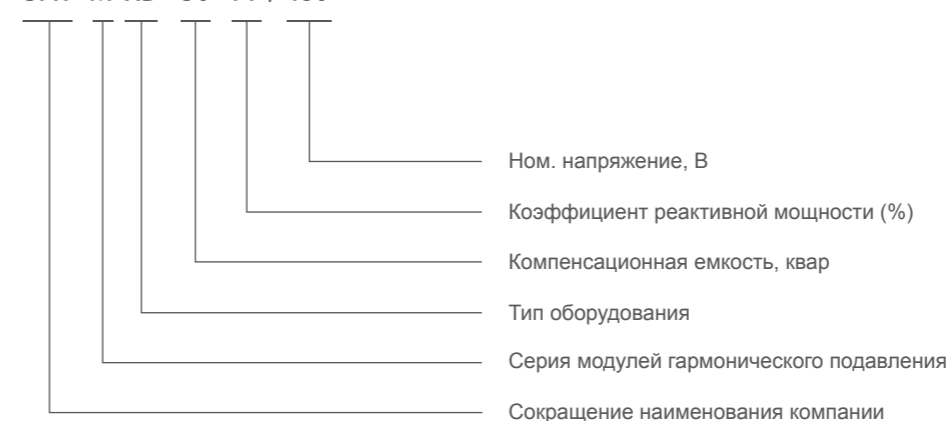 Ном. напряжение, В
Коэффициент реактивной мощности (%)
Компенсационная емкость, квар
Тип оборудования
Серия модулей гармонического подавления
Сокращение наименования компании